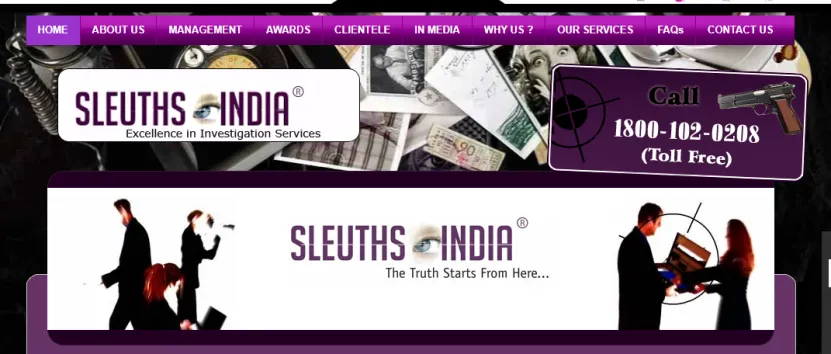 HOME ABOUT US MANAGEMENT AWARDS CLIENTELE IN MEDIA WHY US ? OUR SERVICES FAQs CONTACT US
SLEUTHS INDIA®
Excellence in Investigation Services
Call
1800-102-0208
(Toll Free)
SLEUTHS INDIA®
The Truth Starts From Here...